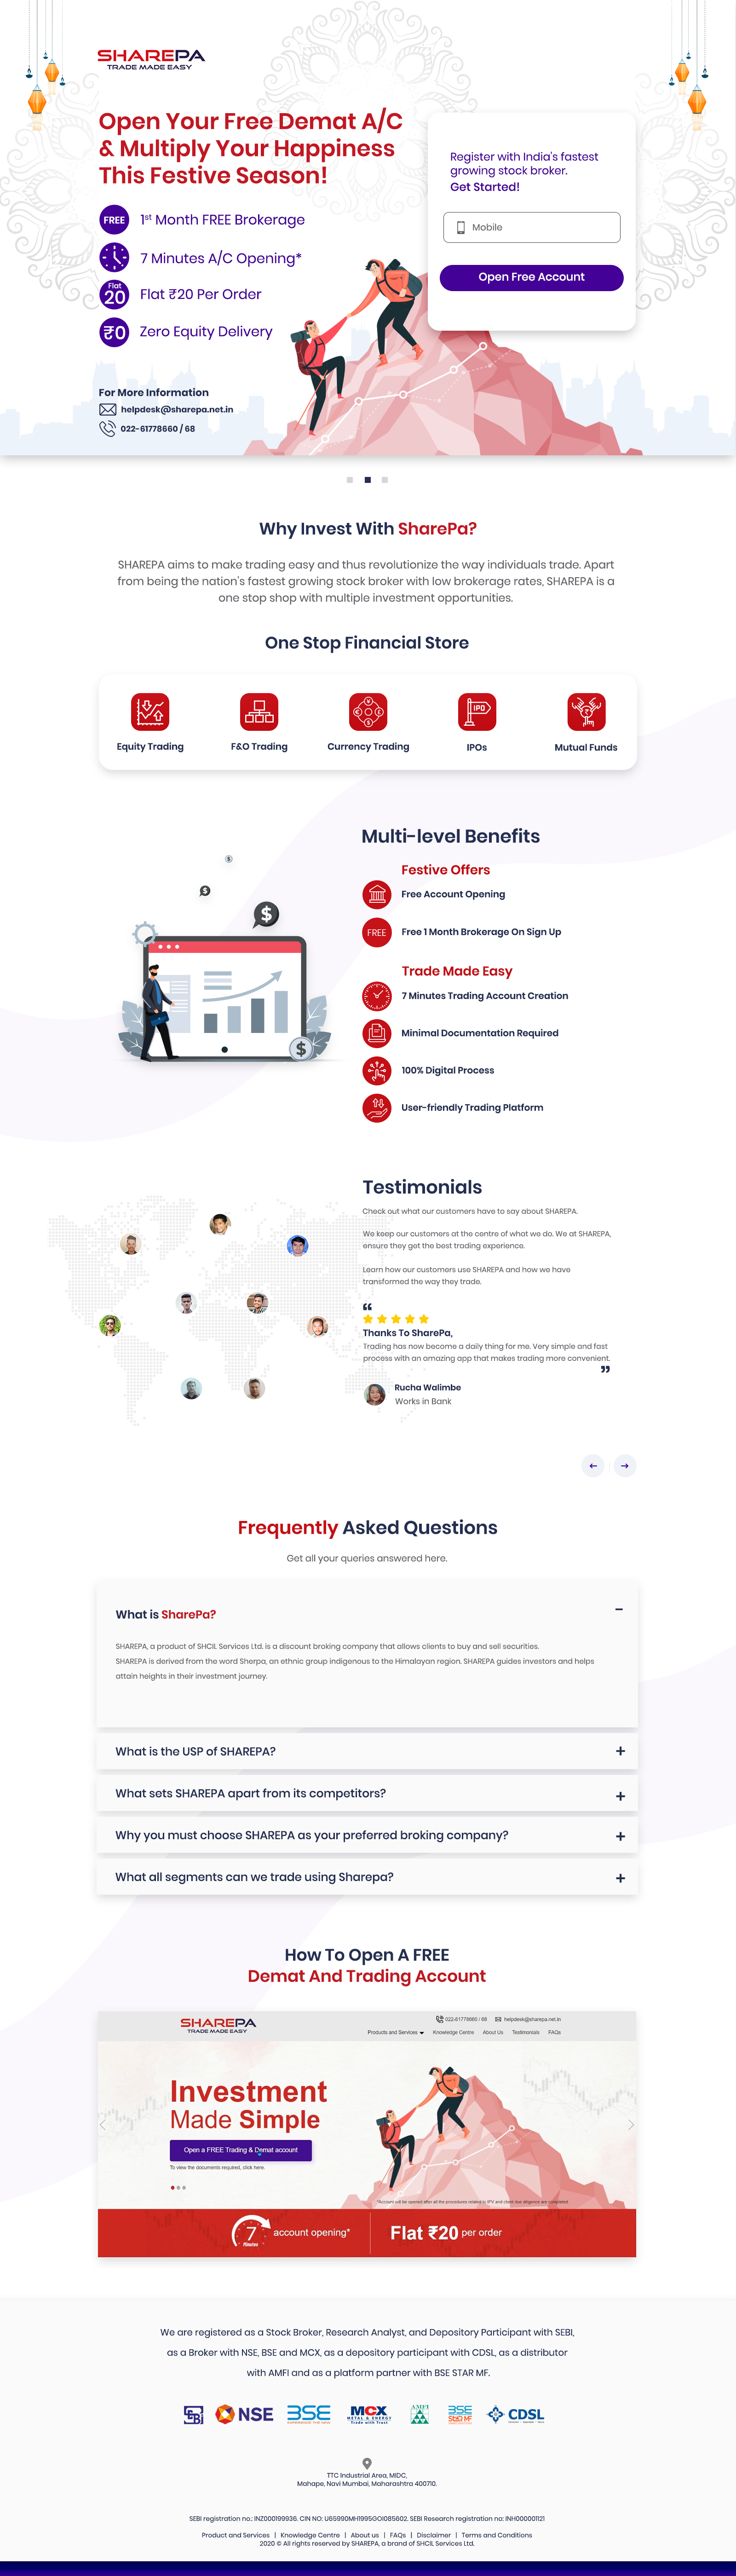 SHAREPA
TRADE MADE EASY
Open Your Free Demat A/C
& Multiply Your Happiness
This Festive Season!
FREE 1st Month FREE Brokerage
7 Minutes A/C Opening*
Flat 20 Flat ₹20 Per Order
₹0 Zero Equity Delivery
For More Information
helpdesk@sharepa.net.in
022-61778660 / 68
Register with India's fastest
growing stock broker.
Get Started!
Mobile
Open Free Account
Why Invest With SharePa?
SHAREPA aims to make trading easy and thus revolutionize the way individuals trade. Apart
from being the nation's fastest growing stock broker with low brokerage rates, SHAREPA is a
one stop shop with multiple investment opportunities.
One Stop Financial Store
IPO
Equity Trading F&O Trading Currency Trading IPOs Mutual Funds
Multi-level Benefits
Festive Offers
Free Account Opening
FREE Free 1 Month Brokerage On Sign Up
Trade Made Easy
7 Minutes Trading Account Creation
Minimal Documentation Required
100% Digital Process
User-friendly Trading Platform
Testimonials
Check out what our customers have to say about SHAREPA.
We keep our customers at the centre of what we do. We at SHAREPA,
ensure they get the best trading experience.
Learn how our customers use SHAREPA and how we have
transformed the way they trade.
“
Thanks To SharePa,
Trading has now become a daily thing for me. Very simple and fast
process with an amazing app that makes trading more convenient.
”
Rucha Walimbe
Works in Bank
Frequently Asked Questions
Get all your queries answered here.
What is SharePa? −
SHAREPA, a product of SHCIL Services Ltd. is a discount broking company that allows clients to buy and sell securities.
SHAREPA is derived from the word Sherpa, an ethnic group indigenous to the Himalayan region. SHAREPA guides investors and helps
attain heights in their investment journey.
What is the USP of SHAREPA? +
What sets SHAREPA apart from its competitors? +
Why you must choose SHAREPA as your preferred broking company? +
What all segments can we trade using Sharepa? +
How To Open A FREE
Demat And Trading Account
SHAREPA
TRADE MADE EASY
022-61778660 / 68 helpdesk@sharepa.net.in
Products and Services Knowledge Centre About Us Testimonials FAQs
Investment
Made Simple
Open a FREE Trading & Demat account
To view the documents required, click here.
*Account will be opened after all the procedures related to IPV and client due diligence are completed
7 Minutes account opening* Flat ₹20 per order
We are registered as a Stock Broker, Research Analyst, and Depository Participant with SEBI,
as a Broker with NSE, BSE and MCX, as a depository participant with CDSL, as a distributor
with AMFI and as a platform partner with BSE STAR MF.
NSE BSE MCX AMFI BSE CDSL
METAL & ENERGY
Trade with Trust
StAR MF
TTC Industrial Area, MIDC,
Mahape, Navi Mumbai, Maharashtra 400710.
SEBI registration no.: INZ000199936. CIN NO: U65990MH1995GOI085602. SEBI Research registration no: INH000001121
Product and Services | Knowledge Centre | About us | FAQs | Disclaimer | Terms and Conditions
2020 © All rights reserved by SHAREPA, a brand of SHCIL Services Ltd.